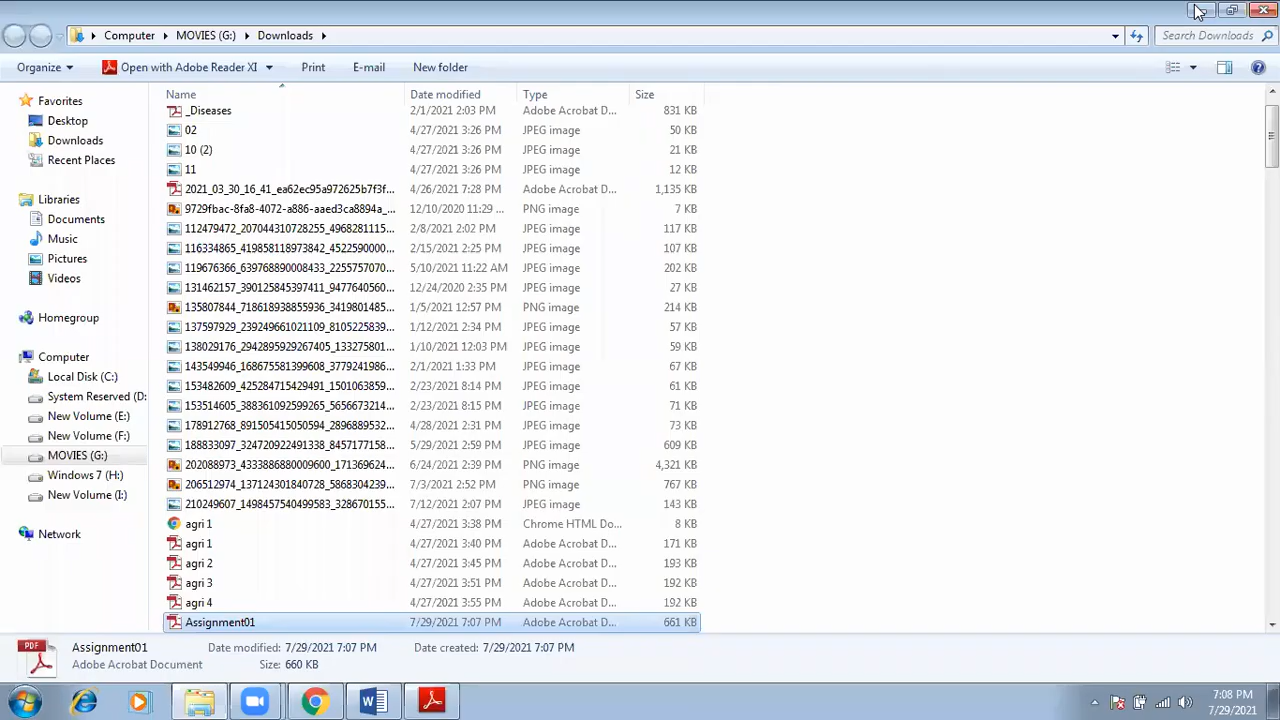 Computer MOVIES (G:) Downloads Search Downloads
Organize Open with Adobe Reader XI Print E-mail New folder
Favorites
Desktop
Downloads
Recent Places
Libraries
Documents
Music
Pictures
Videos
Homegroup
Computer
Local Disk (C:)
System Reserved (D:
New Volume (E:)
New Volume (F:)
MOVIES (G:)
Windows 7 (H:)
New Volume (I:)
Network
Name Date modified Type Size
_Diseases 2/1/2021 2:03 PM Adobe Acrobat D... 831 KB
02 4/27/2021 3:26 PM JPEG image 50 KB
10 (2) 4/27/2021 3:26 PM JPEG image 21 KB
11 4/27/2021 3:26 PM JPEG image 12 KB
2021_03_30_16_41_ea62ec95a972625b7f3f... 4/26/2021 7:28 PM Adobe Acrobat D... 1,135 KB
9729fbac-8fa8-4072-a886-aaed3ca8894a_... 12/10/2020 11:29 ... PNG image 7 KB
112479472_207044310728255_4968281115... 2/8/2021 2:02 PM JPEG image 117 KB
116334865_419858118973842_4522590000... 2/15/2021 2:25 PM JPEG image 107 KB
119676366_639768890008433_2255757070... 5/10/2021 11:22 AM JPEG image 202 KB
131462157_390125845397411_9477640560... 12/24/2020 2:35 PM JPEG image 27 KB
135807844_718618938855936_3419801485... 1/5/2021 12:57 PM PNG image 214 KB
137597929_239249661021109_8105225839... 1/12/2021 2:34 PM JPEG image 57 KB
138029176_2942895929267405_133275801... 1/10/2021 12:03 PM JPEG image 59 KB
143549946_168675581399608_3779241986... 2/1/2021 1:33 PM JPEG image 67 KB
153482609_425284715429491_1501063859... 2/23/2021 8:14 PM JPEG image 61 KB
153514605_388361092599265_5656673214... 2/23/2021 8:15 PM JPEG image 71 KB
178912768_891505415050594_2896889532... 4/28/2021 2:31 PM JPEG image 73 KB
188833097_324720922491338_8457177158... 5/29/2021 2:59 PM JPEG image 609 KB
202088973_4333886880009600_171369624... 6/24/2021 2:39 PM PNG image 4,321 KB
206512974_137124301840728_5868304239... 7/3/2021 2:52 PM PNG image 767 KB
210249607_1498457540499583_328670155... 7/12/2021 2:07 PM JPEG image 143 KB
agri 1 4/27/2021 3:38 PM Chrome HTML Do... 8 KB
agri 1 4/27/2021 3:40 PM Adobe Acrobat D... 171 KB
agri 2 4/27/2021 3:45 PM Adobe Acrobat D... 193 KB
agri 3 4/27/2021 3:51 PM Adobe Acrobat D... 192 KB
agri 4 4/27/2021 3:55 PM Adobe Acrobat D... 192 KB
Assignment01 7/29/2021 7:07 PM Adobe Acrobat D... 661 KB
PDF
Assignment01 Date modified: 7/29/2021 7:07 PM Date created: 7/29/2021 7:07 PM
Adobe Acrobat Document Size: 660 KB
7:08 PM
7/29/2021